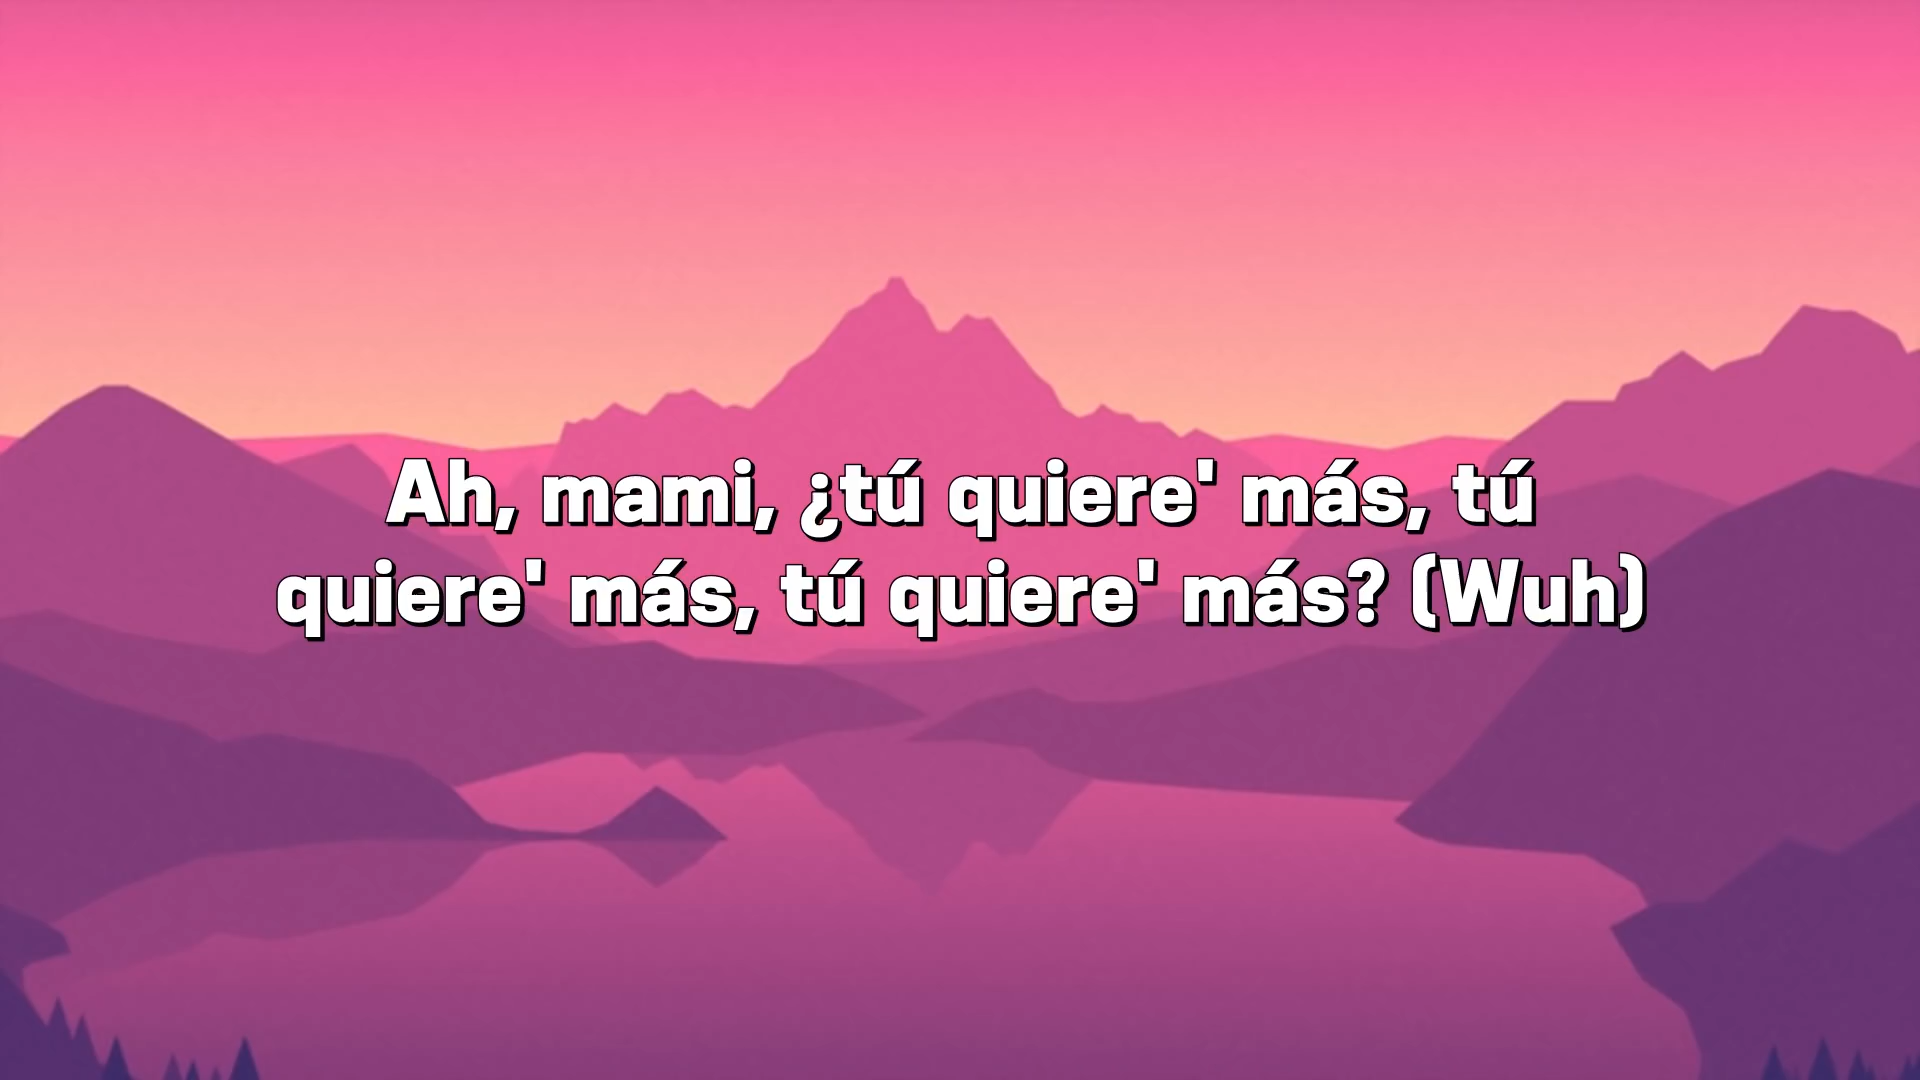 Ah, mami, ¿tú quiere' más, tú
quiere' más, tú quiere' más? (Wuh)